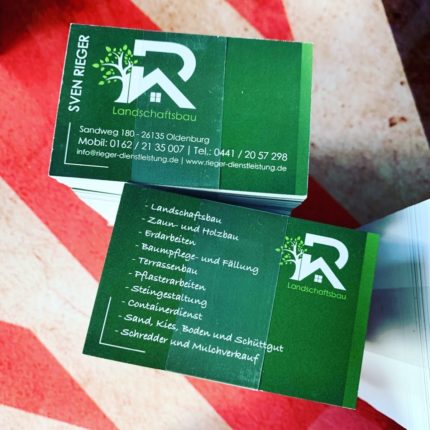 SVEN RIEGER
R
Landschaftsbau
Sandweg 180 - 26135 Oldenburg
Mobil: 0162 / 21 35 007 | Tel.: 0441 / 20 57 298
info@rieger-dienstleistung.de | www.rieger-dienstleistung.de
- Landschaftsbau
- Zaun- und Holzbau
- Erdarbeiten
- Baumpflege- und Fällung
- Terrassenbau
- Pflasterarbeiten
- Steingestaltung
- Containerdienst
- Sand, Kies, Boden und Schüttgut
- Schredder und Mulchverkauf
R
Landschaftsbau